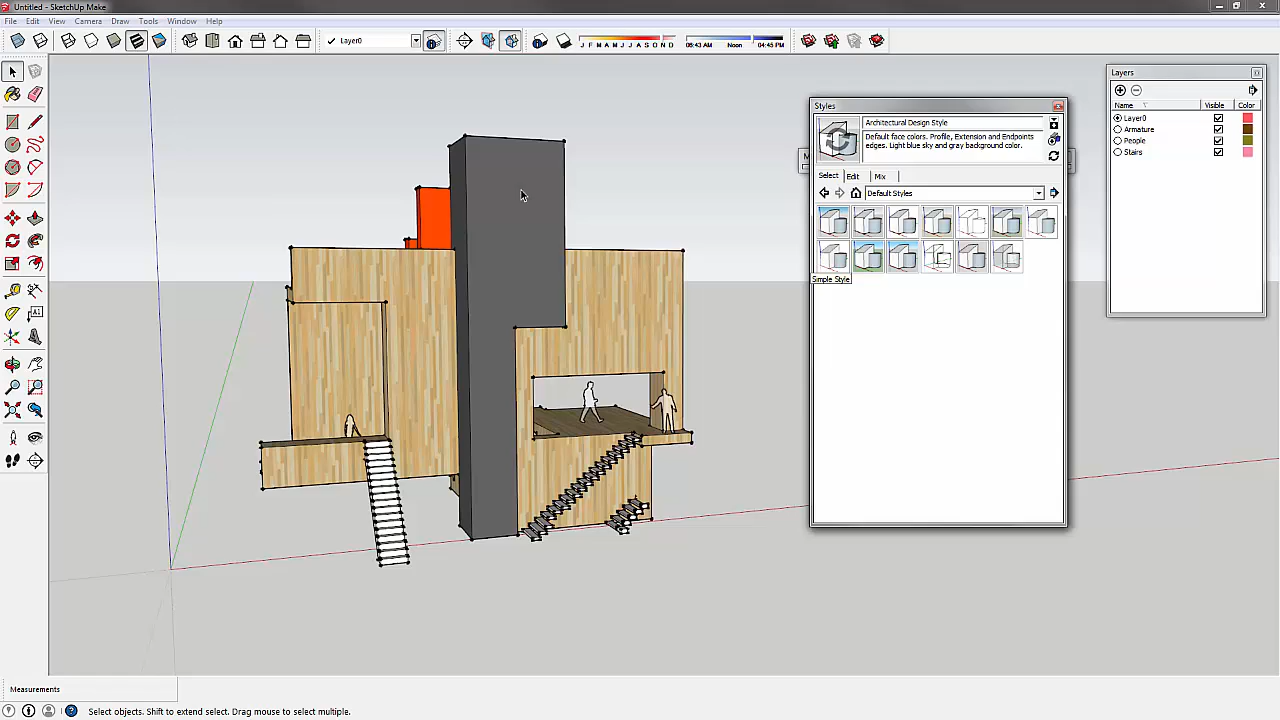 Untitled - SketchUp Make
File Edit View Camera Draw Tools Window Help
Layer0
J F M A M J J A S O N D
06:43 AM Noon 04:45 PM
Layers
Name Visible Color
Layer0
Armature
People
Stairs
Styles
Architectural Design Style
Default face colors. Profile, Extension and Endpoints
edges. Light blue sky and gray background color.
Select Edit Mix
Default Styles
Simple Style
Measurements
Select objects. Shift to extend select. Drag mouse to select multiple.